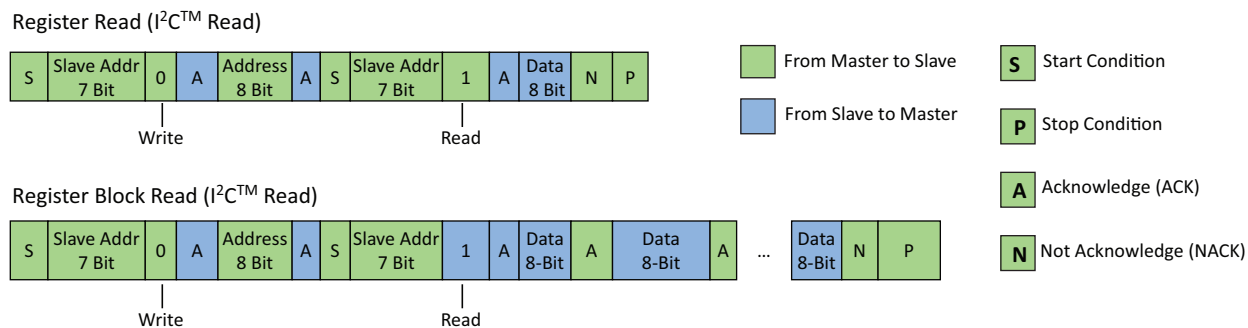 Register Read (I²C™ Read)
S Slave Addr 7 Bit 0 A Address 8 Bit A S Slave Addr 7 Bit 1 A Data 8 Bit N P
Write Read
From Master to Slave
From Slave to Master
S Start Condition
P Stop Condition
A Acknowledge (ACK)
N Not Acknowledge (NACK)
Register Block Read (I²C™ Read)
S Slave Addr 7 Bit 0 A Address 8 Bit A S Slave Addr 7 Bit 1 A Data 8-Bit A Data 8-Bit A ... Data 8-Bit N P
Write Read